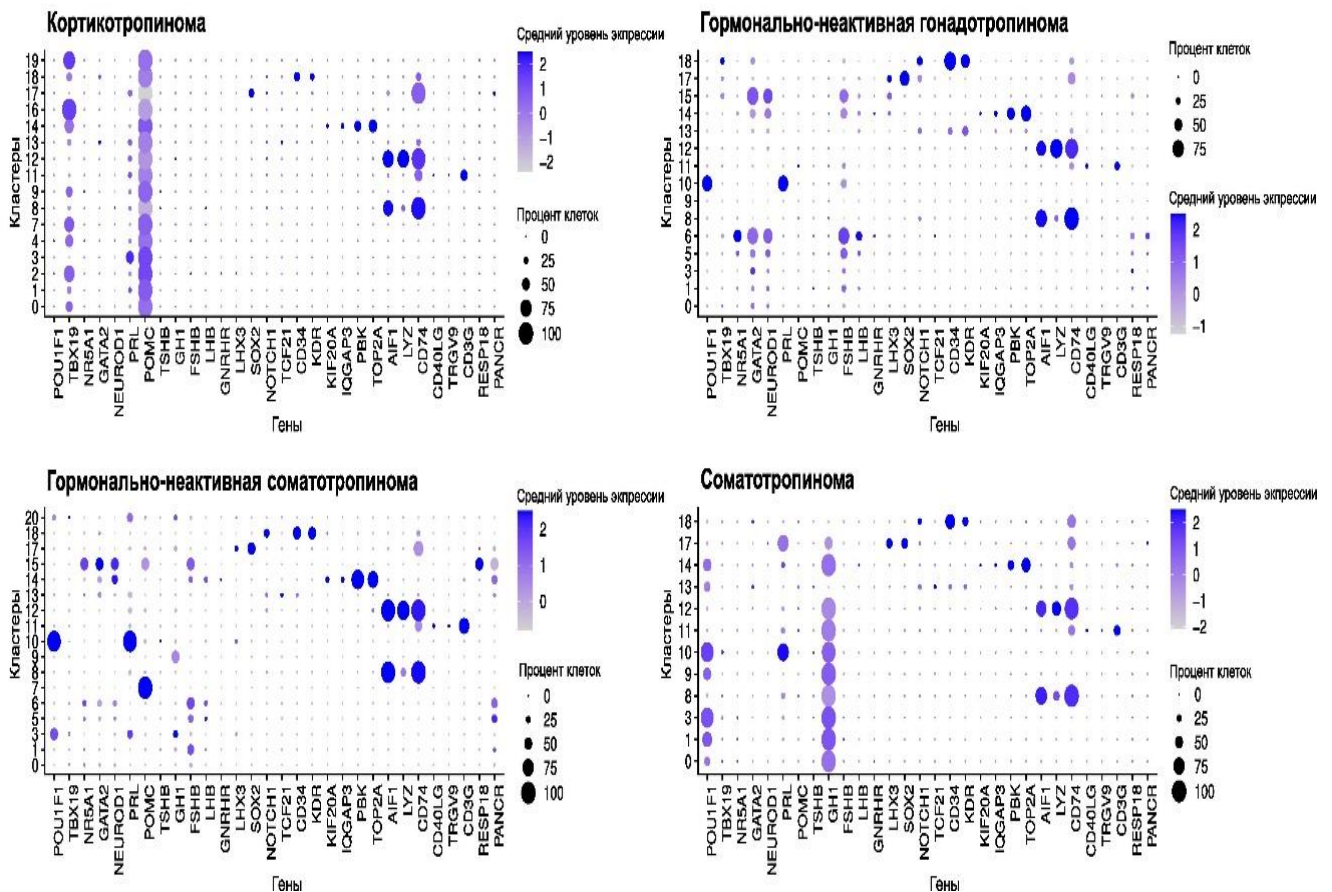 Кортикотропинома
Средний уровень экпрессии
2
1
0
-1
-2
Процент клеток
0
25
50
75
100
Кластеры
19
18
17
16
14
13
12
11
9
8
7
4
3
2
1
0
POU1F1
TBX19
NR5A1
GATA2
NEUROD1
PRL
POMC
TSHB
GH1
FSHB
LHB
GNRHR
LHX3
SOX2
NOTCH1
TCF21
CD34
KDR
KIF20A
IQGAP3
PBK
TOP2A
AIF1
LYZ
CD74
CD40LG
TRGV9
CD3G
RESP18
PANCR
Гены
Гормонально-неактивная гонадотропинома
Процент клеток
0
25
50
75
Средний уровень экпрессии
2
1
0
-1
Кластеры
18
17
15
14
13
12
11
10
8
6
5
3
1
0
POU1F1
TBX19
NR5A1
GATA2
NEUROD1
PRL
POMC
TSHB
GH1
FSHB
LHB
GNRHR
LHX3
SOX2
NOTCH1
TCF21
CD34
KDR
KIF20A
IQGAP3
PBK
TOP2A
AIF1
LYZ
CD74
CD40LG
TRGV9
CD3G
RESP18
PANCR
Гены
Гормонально-неактивная соматотропинома
Средний уровень экпрессии
2
1
0
Процент клеток
0
25
50
75
100
Кластеры
20
18
17
15
14
13
12
11
10
9
8
7
6
5
3
1
0
POU1F1
TBX19
NR5A1
GATA2
NEUROD1
PRL
POMC
TSHB
GH1
FSHB
LHB
GNRHR
LHX3
SOX2
NOTCH1
TCF21
CD34
KDR
KIF20A
IQGAP3
PBK
TOP2A
AIF1
LYZ
CD74
CD40LG
TRGV9
CD3G
RESP18
PANCR
Гены
Соматотропинома
Средний уровень экпрессии
2
1
0
-1
-2
Процент клеток
0
25
50
75
100
Кластеры
18
17
14
13
12
11
10
9
8
3
1
0
POU1F1
TBX19
NR5A1
GATA2
NEUROD1
PRL
POMC
TSHB
GH1
FSHB
LHB
GNRHR
LHX3
SOX2
NOTCH1
TCF21
CD34
KDR
KIF20A
IQGAP3
PBK
TOP2A
AIF1
LYZ
CD74
CD40LG
TRGV9
CD3G
RESP18
PANCR
Гены